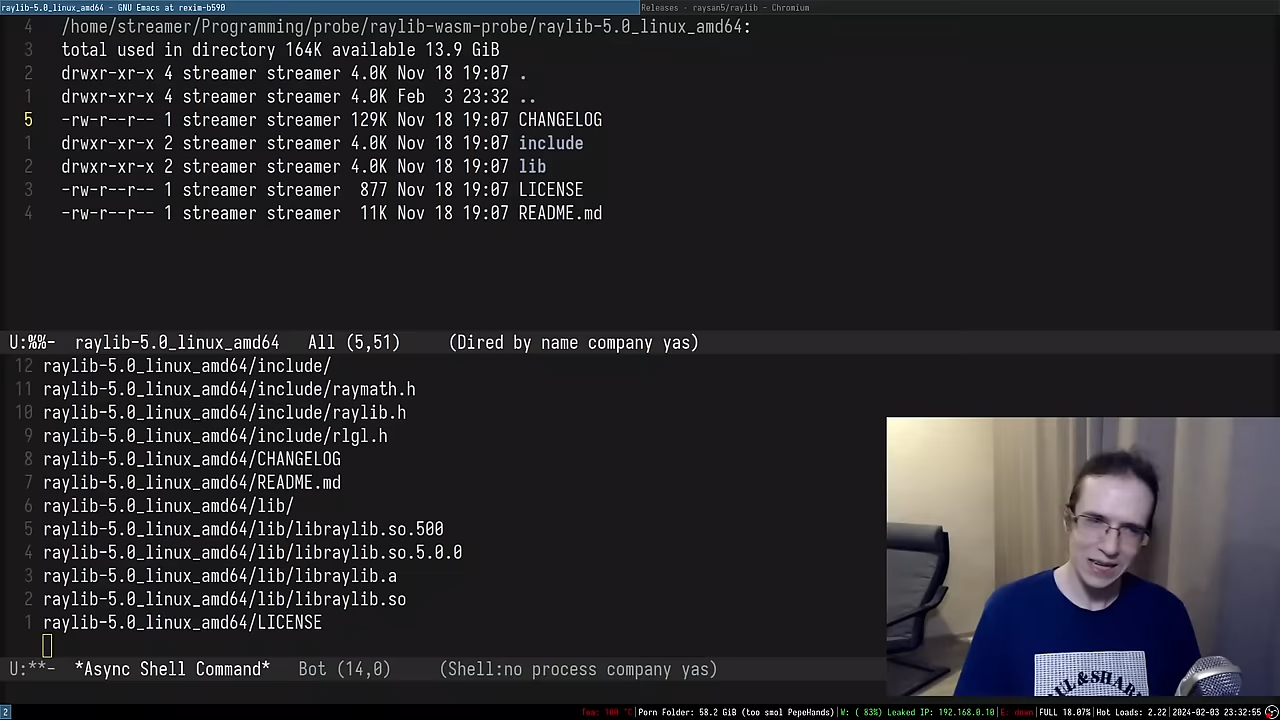 raylib-5.0_linux_amd64 - GNU Emacs at rexim-b590
Releases · raysan5/raylib - Chromium
4 /home/streamer/Programming/probe/raylib-wasm-probe/raylib-5.0_linux_amd64:
3 total used in directory 164K available 13.9 GiB
2 drwxr-xr-x 4 streamer streamer 4.0K Nov 18 19:07 .
1 drwxr-xr-x 4 streamer streamer 4.0K Feb  3 23:32 ..
5 -rw-r--r-- 1 streamer streamer 129K Nov 18 19:07 CHANGELOG
1 drwxr-xr-x 2 streamer streamer 4.0K Nov 18 19:07 include
2 drwxr-xr-x 2 streamer streamer 4.0K Nov 18 19:07 lib
3 -rw-r--r-- 1 streamer streamer  877 Nov 18 19:07 LICENSE
4 -rw-r--r-- 1 streamer streamer  11K Nov 18 19:07 README.md
U:%%-  raylib-5.0_linux_amd64   All (5,51)     (Dired by name company yas)
12 raylib-5.0_linux_amd64/include/
11 raylib-5.0_linux_amd64/include/raymath.h
10 raylib-5.0_linux_amd64/include/raylib.h
9 raylib-5.0_linux_amd64/include/rlgl.h
8 raylib-5.0_linux_amd64/CHANGELOG
7 raylib-5.0_linux_amd64/README.md
6 raylib-5.0_linux_amd64/lib/
5 raylib-5.0_linux_amd64/lib/libraylib.so.500
4 raylib-5.0_linux_amd64/lib/libraylib.so.5.0.0
3 raylib-5.0_linux_amd64/lib/libraylib.a
2 raylib-5.0_linux_amd64/lib/libraylib.so
1 raylib-5.0_linux_amd64/LICENSE
U:**-  *Async Shell Command*   Bot (14,0)     (Shell:no process company yas)
2
Tea: 100 °C|Porn Folder: 58.2 GiB (too smol PepeHands)|W: ( 83%) Leaked IP: 192.168.0.10|E: down|FULL 18.07%|Hot Loads: 2.22|2024-02-03 23:32:55